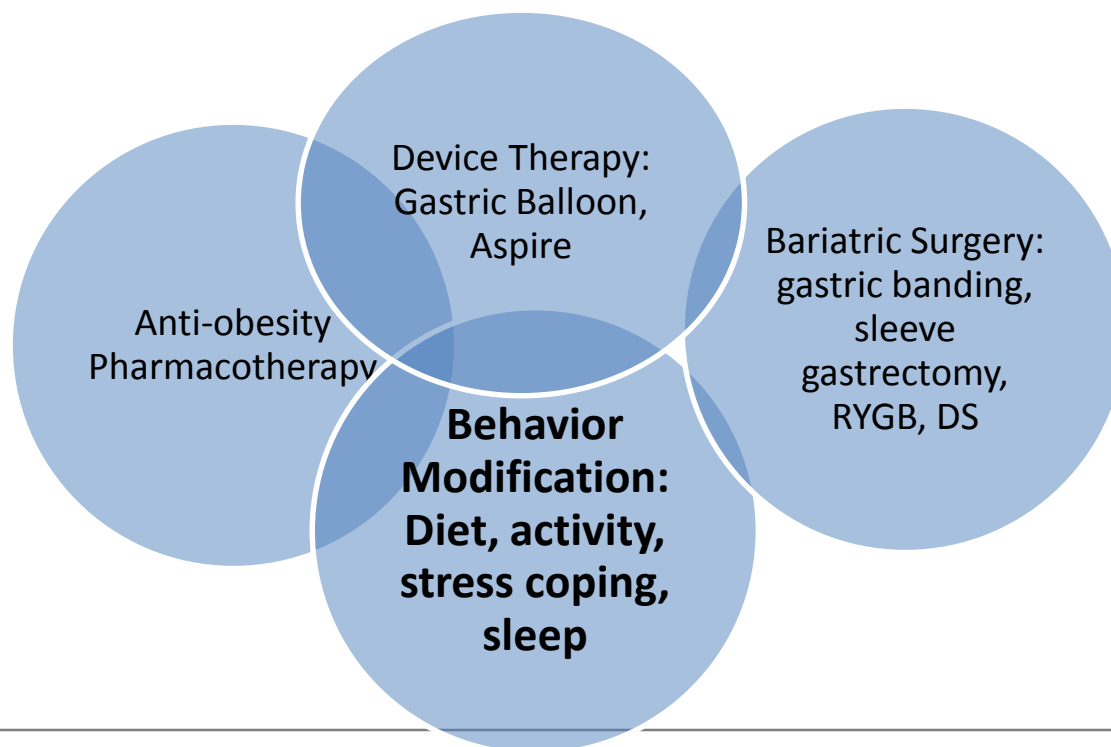 Device Therapy:
Gastric Balloon,
Aspire
Anti-obesity
Pharmacotherapy
Bariatric Surgery:
gastric banding,
sleeve
gastrectomy,
RYGB, DS
Behavior
Modification:
Diet, activity,
stress coping,
sleep